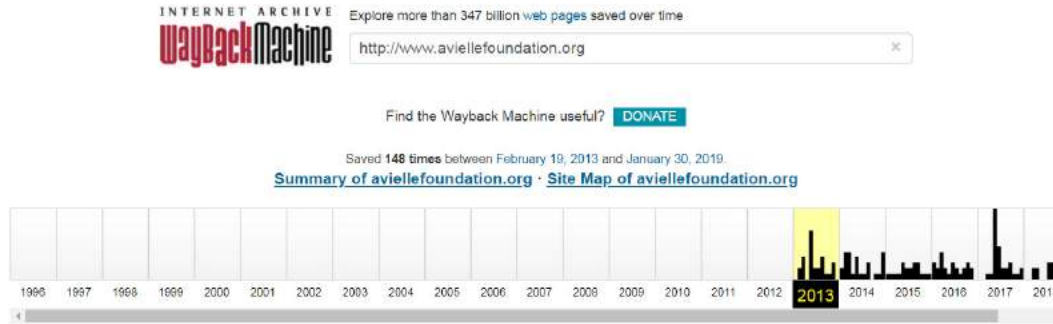 INTERNET ARCHIVE
WayBack Machine
Explore more than 347 billion web pages saved over time
http://www.aviellefoundation.org ×
Find the Wayback Machine useful? DONATE
Saved 148 times between February 19, 2013 and January 30, 2019.
Summary of aviellefoundation.org · Site Map of aviellefoundation.org
1996 1997 1998 1999 2000 2001 2002 2003 2004 2005 2006 2007 2008 2009 2010 2011 2012 2013 2014 2015 2016 2017 201